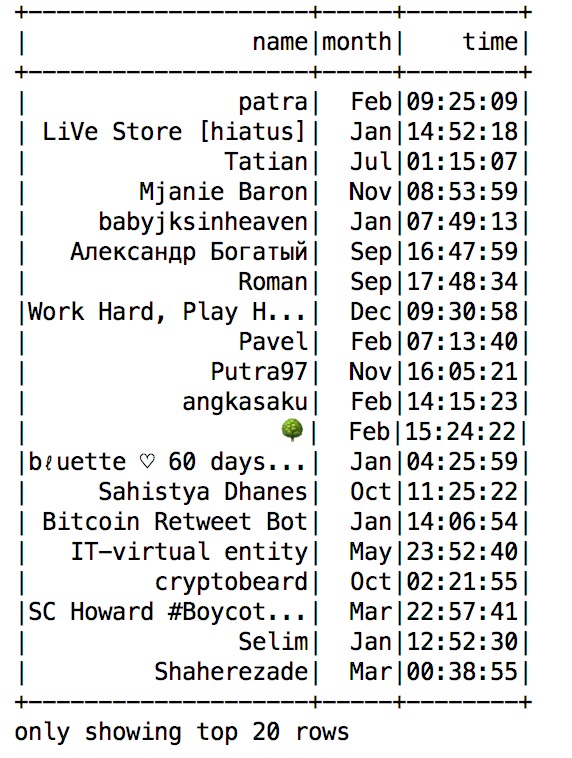 +--------------------+-----+--------+
|                name|month|    time|
+--------------------+-----+--------+
|               patra|  Feb|09:25:09|
| LiVe Store [hiatus]|  Jan|14:52:18|
|              Tatian|  Jul|01:15:07|
|        Mjanie Baron|  Nov|08:53:59|
|     babyjksinheaven|  Jan|07:49:13|
|   Александр Богатый|  Sep|16:47:59|
|               Roman|  Sep|17:48:34|
|Work Hard, Play H...|  Dec|09:30:58|
|               Pavel|  Feb|07:13:40|
|             Putra97|  Nov|16:05:21|
|           angkasaku|  Feb|14:15:23|
|                  🌳|  Feb|15:24:22|
|bℓuette ♡ 60 days...|  Jan|04:25:59|
|     Sahistya Dhanes|  Oct|11:25:22|
| Bitcoin Retweet Bot|  Jan|14:06:54|
|   IT-virtual entity|  May|23:52:40|
|         cryptobeard|  Oct|02:21:55|
|SC Howard #Boycot...|  Mar|22:57:41|
|               Selim|  Jan|12:52:30|
|         Shaherezade|  Mar|00:38:55|
+--------------------+-----+--------+
only showing top 20 rows